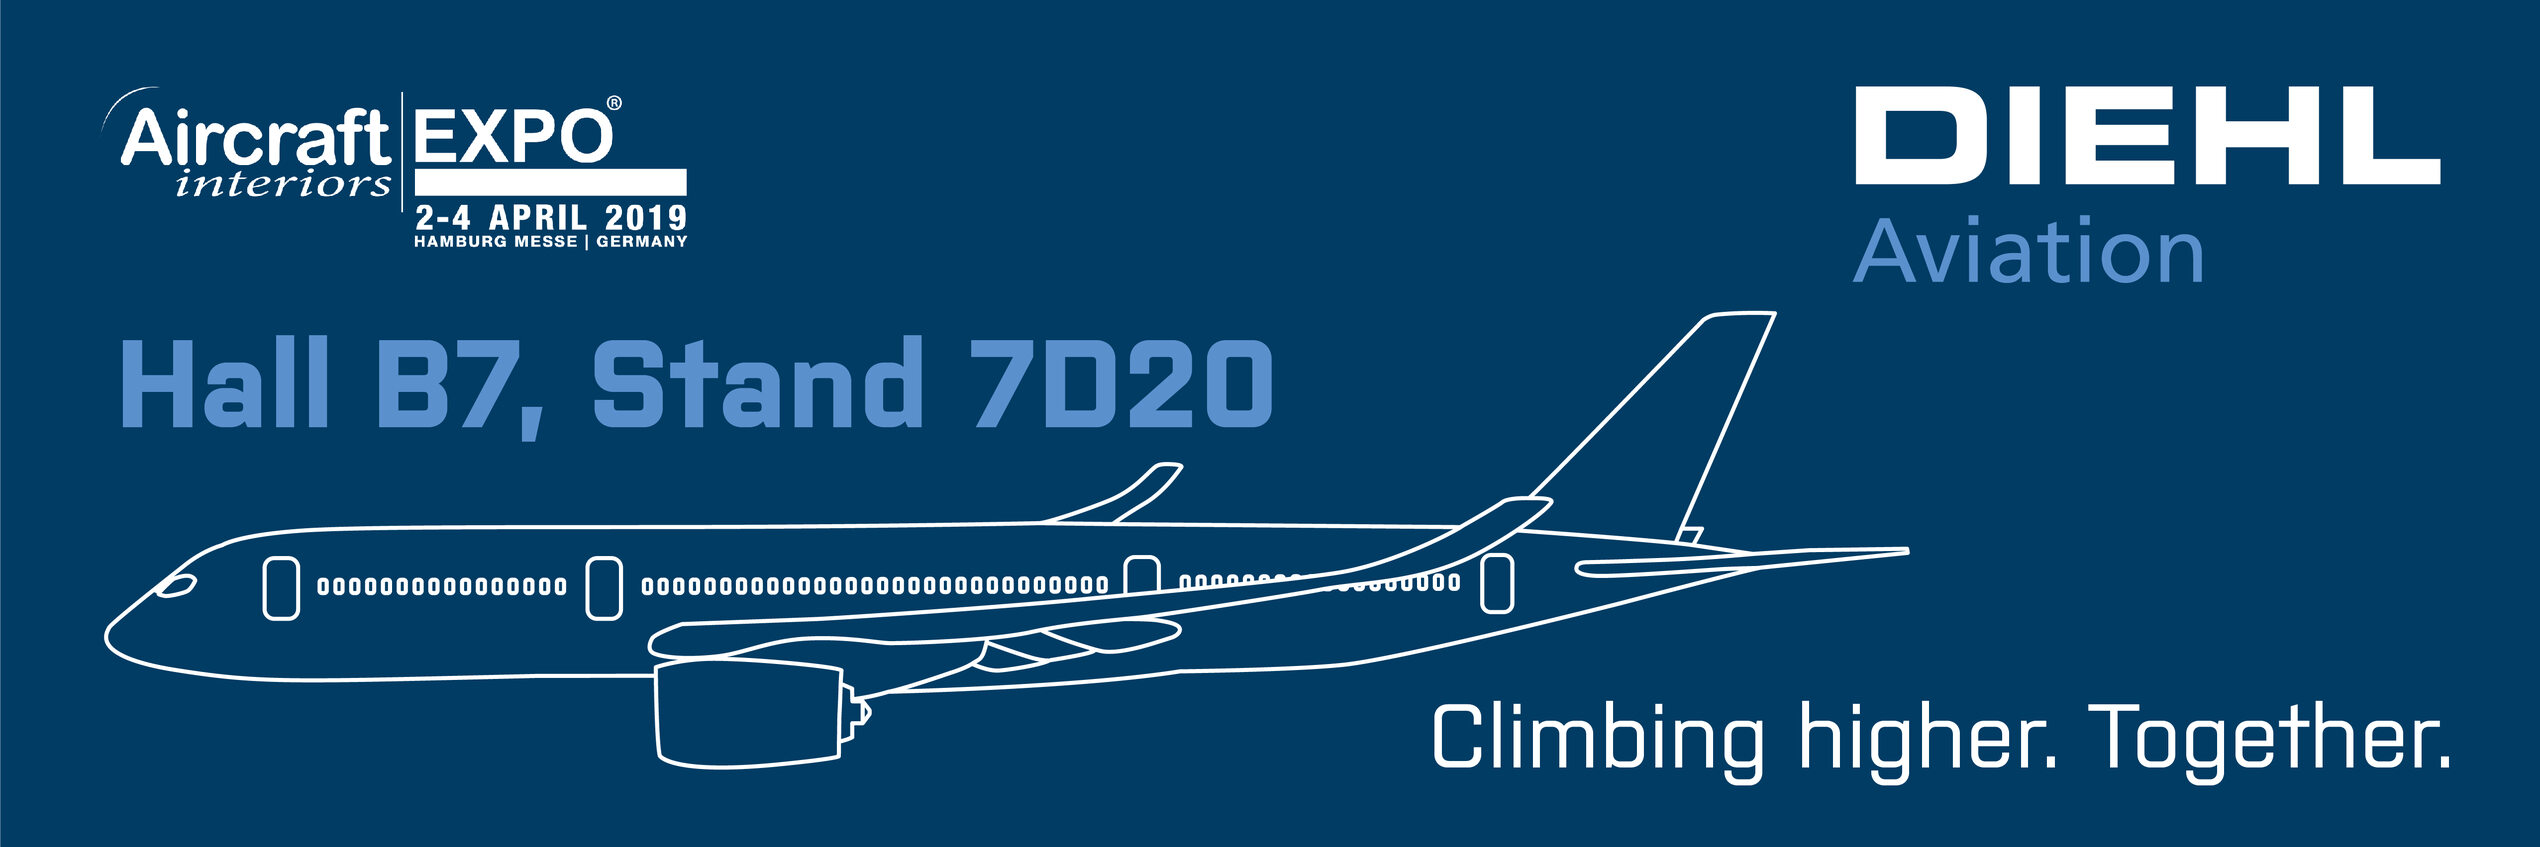 Aircraft EXPO®
interiors
2-4 APRIL 2019
HAMBURG MESSE | GERMANY
DIEHL
Aviation
Hall B7, Stand 7D20
Climbing higher. Together.